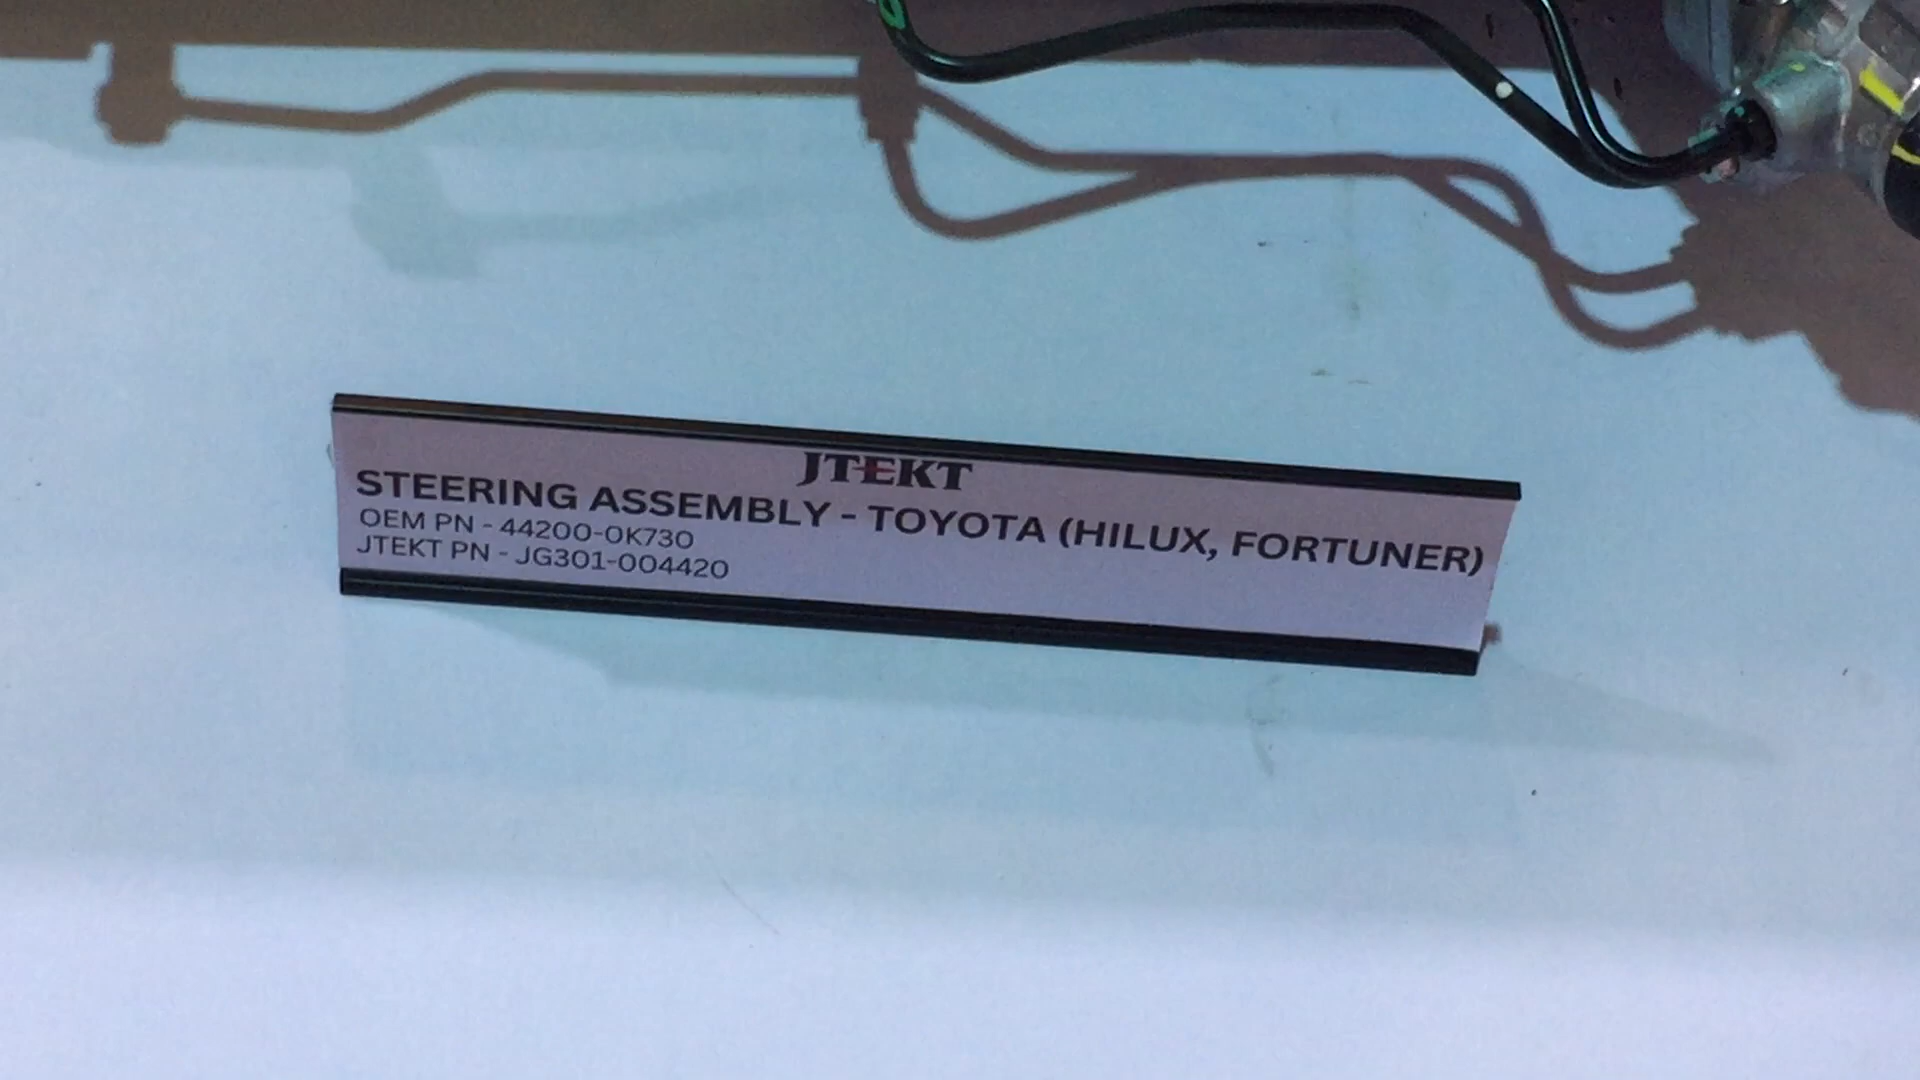 JTEKT
STEERING ASSEMBLY - TOYOTA (HILUX, FORTUNER)
OEM PN - 44200-0K730
JTEKT PN - JG301-004420